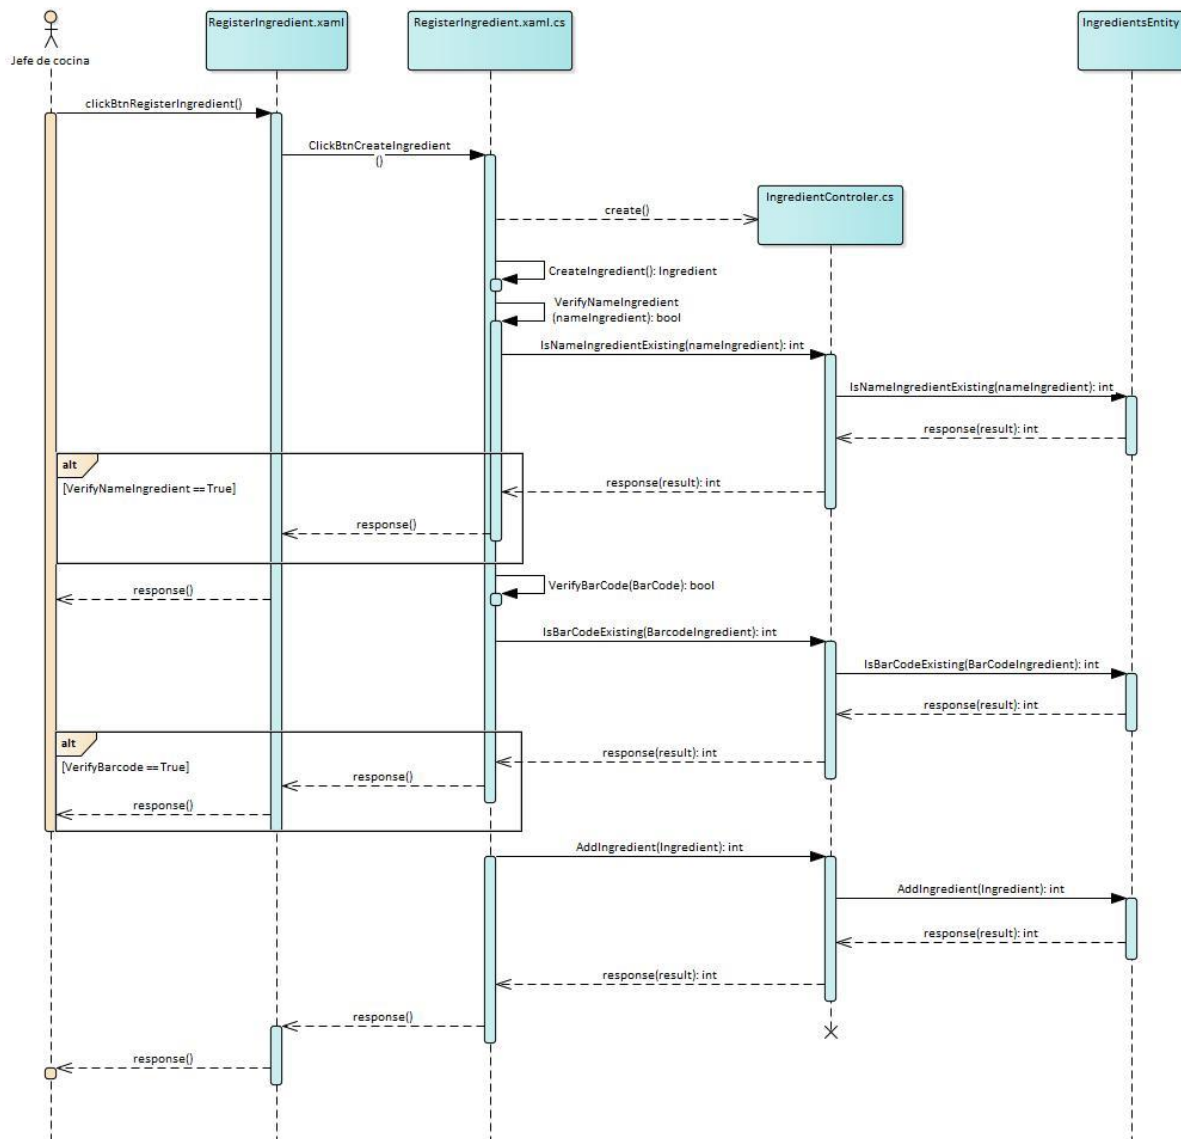 RegisterIngredient.xaml
RegisterIngredient.xaml.cs
IngredientsEntity
Jefe de cocina
clickBtnRegisterIngredient()
ClickBtnCreateIngredient
()
IngredientControler.cs
create()
CreateIngredient(): Ingredient
VerifyNameIngredient
(nameIngredient): bool
IsNameIngredientExisting(nameIngredient): int
IsNameIngredientExisting(nameIngredient): int
response(result): int
alt
[VerifyNameIngredient ==True]
response(result): int
response()
VerifyBarCode(BarCode): bool
response()
IsBarCodeExisting(BarcodeIngredient): int
IsBarCodeExisting(BarCodeIngredient): int
response(result): int
alt
[VerifyBarcode ==True]
response(result): int
response()
response()
AddIngredient(Ingredient): int
AddIngredient(Ingredient): int
response(result): int
response(result): int
response()
response()